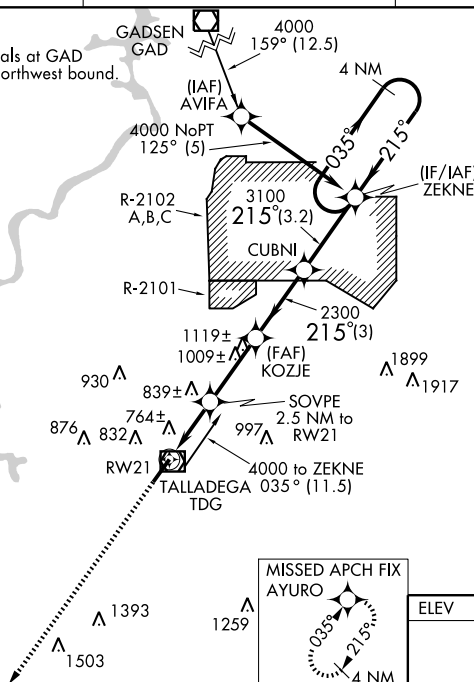 als at GAD
orthwest bound.
GADSEN
GAD
4000
159° (12.5)
(IAF)
AVIFA
4 NM
4000 NoPT
125° (5)
035°
215°
(IF/IAF)
ZEKNE
R-2102
A,B,C
3100
215° (3.2)
CUBNI
R-2101
2300
215° (3)
1119±
1009±
(FAF)
KOZJE
1899
1917
930
839±
SOVPE
2.5 NM to
RW21
764±
876
832
997
RW21
4000 to ZEKNE
035° (11.5)
TALLADEGA
TDG
MISSED APCH FIX
AYURO
ELEV
035°
215°
4 NM
1393
1259
1503